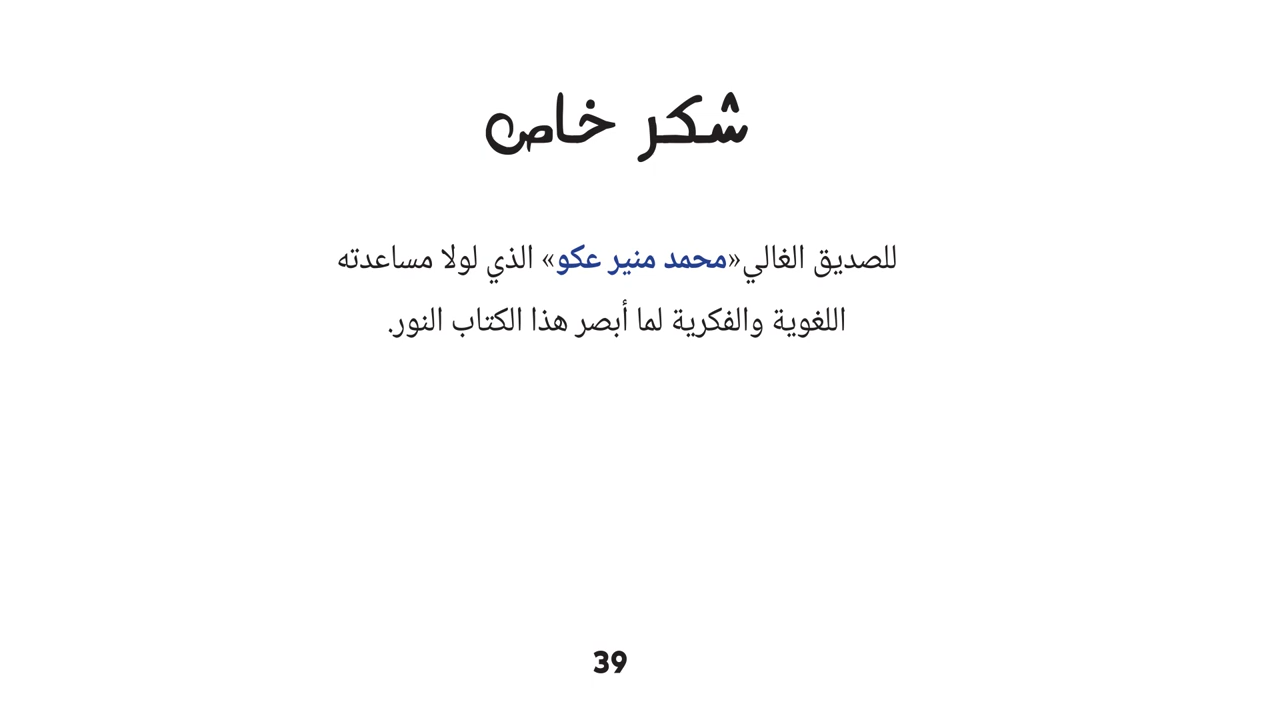 شكر خاص
للصديق الغالي«محمد منير عكو» الذي لولا مساعدته
اللغوية والفكرية لما أبصر هذا الكتاب النور.
39